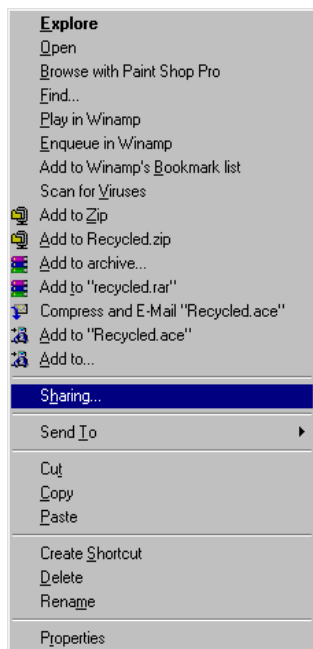 Explore
Open
Browse with Paint Shop Pro
Find...
Play in Winamp
Enqueue in Winamp
Add to Winamp's Bookmark list
Scan for Viruses
Add to Zip
Add to Recycled.zip
Add to archive...
Add to "recycled.rar"
Compress and E-Mail "Recycled.ace"
Add to "Recycled.ace"
Add to...
Sharing...
Send To
Cut
Copy
Paste
Create Shortcut
Delete
Rename
Properties